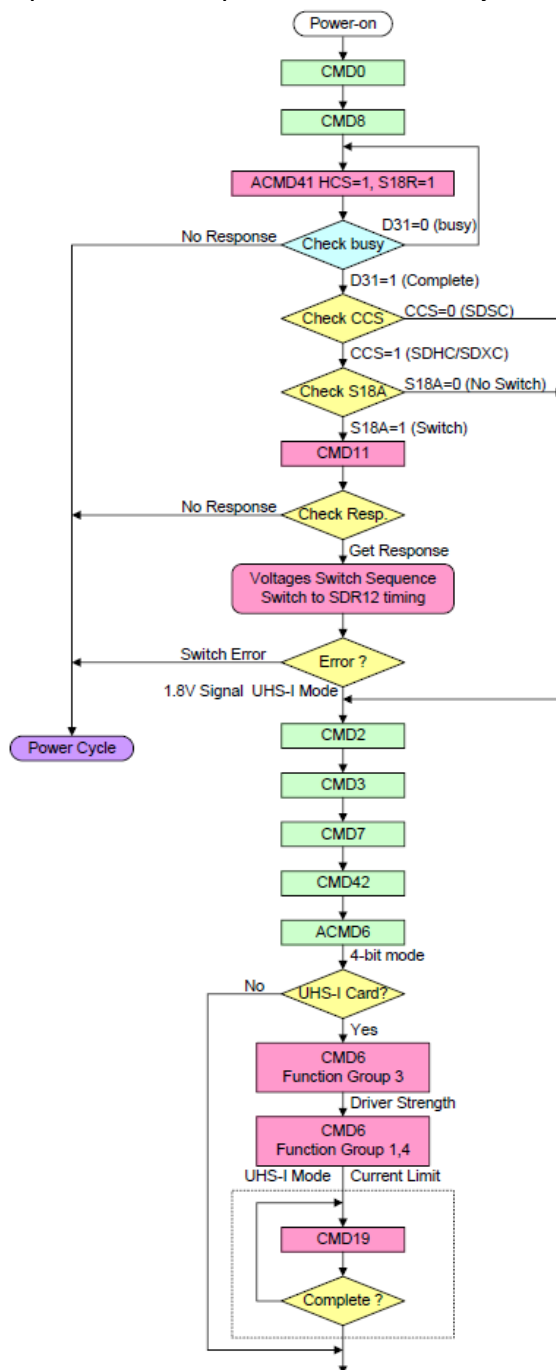 Power-on
CMD0
CMD8
ACMD41 HCS=1, S18R=1
D31=0 (busy)
No Response
Check busy
D31=1 (Complete)
CCS=0 (SDSC)
Check CCS
CCS=1 (SDHC/SDXC)
S18A=0 (No Switch)
Check S18A
S18A=1 (Switch)
CMD11
No Response
Check Resp.
Get Response
Voltages Switch Sequence
Switch to SDR12 timing
Switch Error
Error ?
1.8V Signal UHS-I Mode
CMD2
Power Cycle
CMD3
CMD7
CMD42
ACMD6
4-bit mode
No
UHS-I Card?
Yes
CMD6
Function Group 3
Driver Strength
CMD6
Function Group 1,4
UHS-I Mode
Current Limit
CMD19
Complete ?